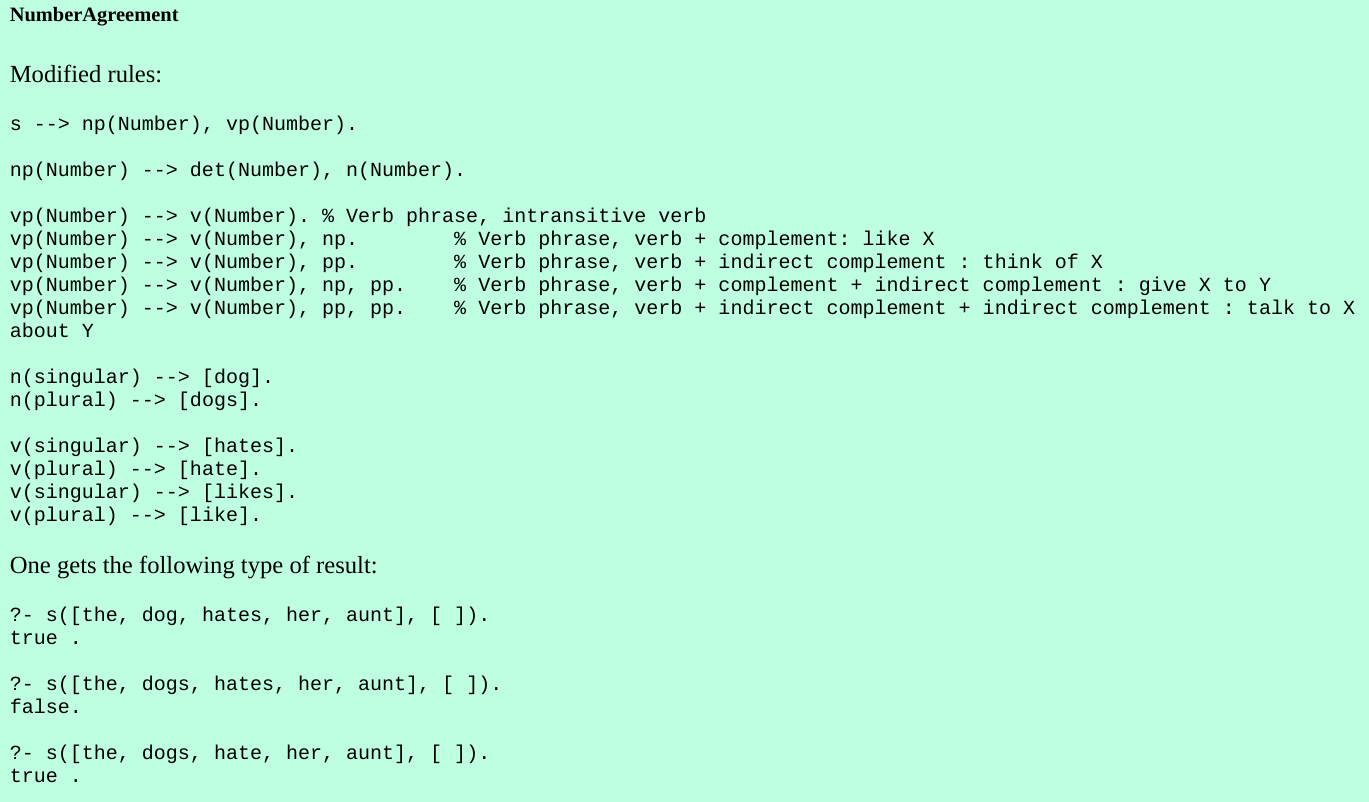 NumberAgreement
Modified rules:
s --> np(Number), vp(Number).
np(Number) --> det(Number), n(Number).
vp(Number) --> v(Number). % Verb phrase, intransitive verb
vp(Number) --> v(Number), np.        % Verb phrase, verb + complement: like X
vp(Number) --> v(Number), pp.        % Verb phrase, verb + indirect complement : think of X
vp(Number) --> v(Number), np, pp.    % Verb phrase, verb + complement + indirect complement : give X to Y
vp(Number) --> v(Number), pp, pp.    % Verb phrase, verb + indirect complement + indirect complement : talk to X
about Y
n(singular) --> [dog].
n(plural) --> [dogs].
v(singular) --> [hates].
v(plural) --> [hate].
v(singular) --> [likes].
v(plural) --> [like].
One gets the following type of result:
?- s([the, dog, hates, her, aunt], [ ]).
true .
?- s([the, dogs, hates, her, aunt], [ ]).
false.
?- s([the, dogs, hate, her, aunt], [ ]).
true .